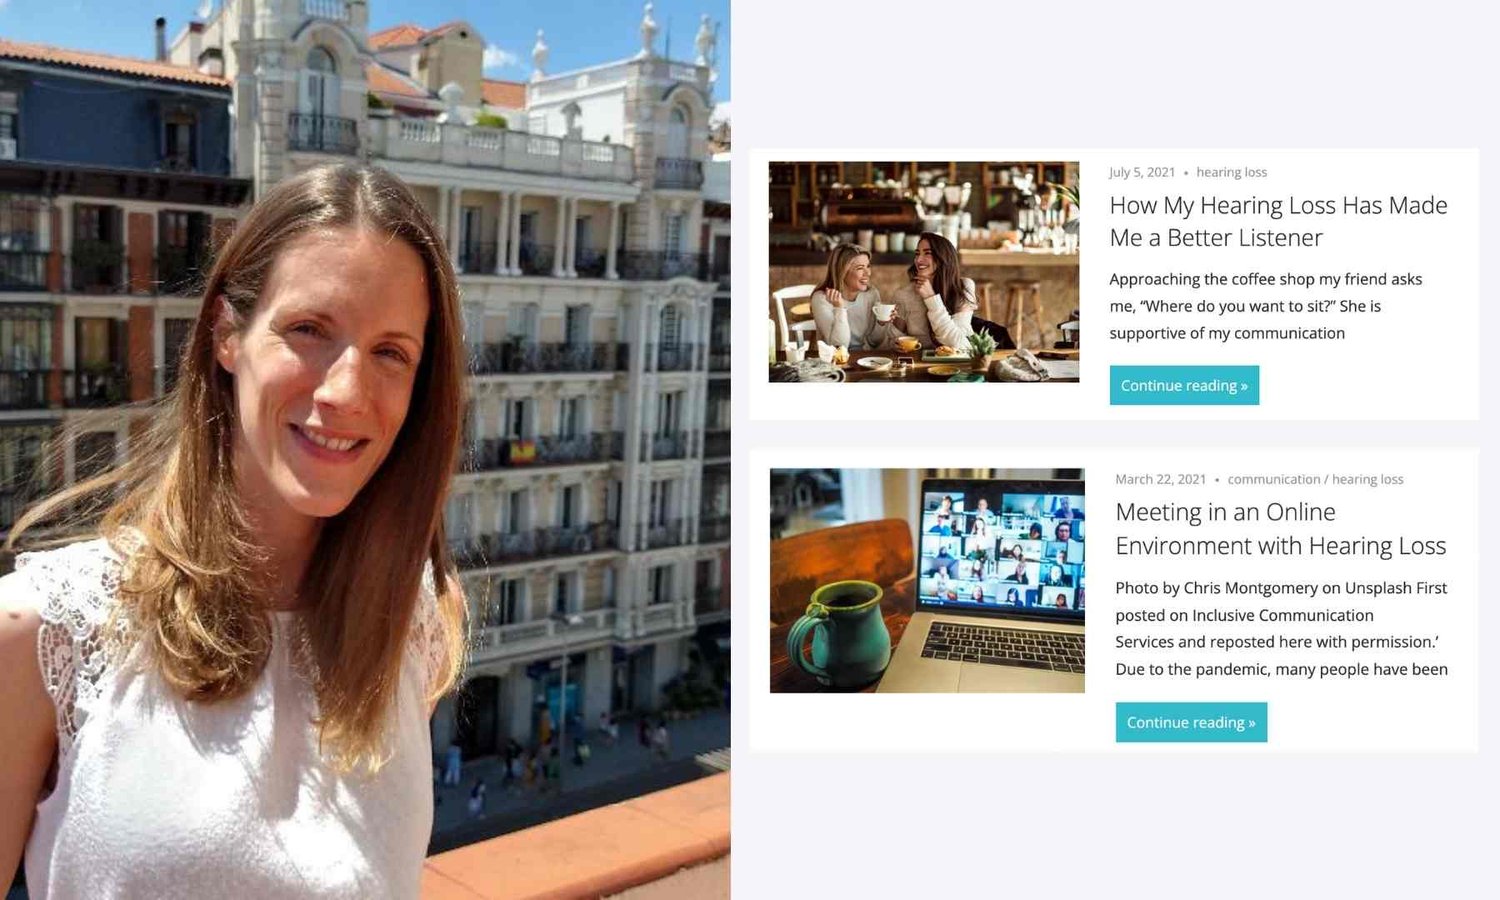 July 5, 2021 • hearing loss
How My Hearing Loss Has Made
Me a Better Listener
Approaching the coffee shop my friend asks
me, “Where do you want to sit?” She is
supportive of my communication
Continue reading »
March 22, 2021 • communication / hearing loss
Meeting in an Online
Environment with Hearing Loss
Photo by Chris Montgomery on Unsplash First
posted on Inclusive Communication
Services and reposted here with permission.’
Due to the pandemic, many people have been
Continue reading »